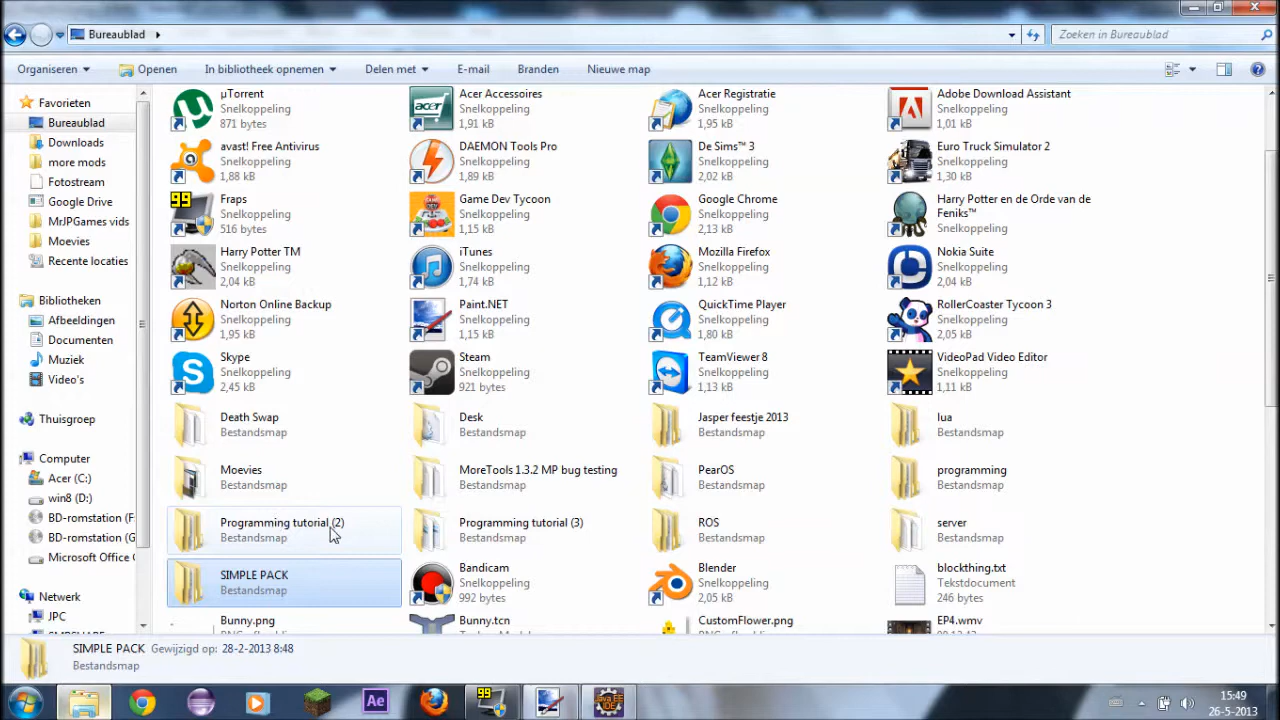 Bureaublad
Zoeken in Bureaublad
Organiseren Openen In bibliotheek opnemen Delen met E-mail Branden Nieuwe map
Favorieten
Bureaublad
Downloads
more mods
Fotostream
Google Drive
MrJPGames vids
Moevies
Recente locaties
Bibliotheken
Afbeeldingen
Documenten
Muziek
Video's
Thuisgroep
Computer
Acer (C:)
win8 (D:)
BD-romstation (F:
BD-romstation (G
Microsoft Office
Netwerk
JPC
µTorrent
Snelkoppeling
871 bytes
Acer Accessoires
Snelkoppeling
1,91 kB
Acer Registratie
Snelkoppeling
1,95 kB
Adobe Download Assistant
Snelkoppeling
1,01 kB
avast! Free Antivirus
Snelkoppeling
1,88 kB
DAEMON Tools Pro
Snelkoppeling
1,89 kB
De Sims™ 3
Snelkoppeling
2,02 kB
Euro Truck Simulator 2
Snelkoppeling
1,30 kB
99
Fraps
Snelkoppeling
516 bytes
Game Dev Tycoon
Snelkoppeling
1,15 kB
Google Chrome
Snelkoppeling
2,13 kB
Harry Potter en de Orde van de
Feniks™
Snelkoppeling
Harry Potter TM
Snelkoppeling
2,04 kB
iTunes
Snelkoppeling
1,74 kB
Mozilla Firefox
Snelkoppeling
1,12 kB
Nokia Suite
Snelkoppeling
2,04 kB
Norton Online Backup
Snelkoppeling
1,95 kB
Paint.NET
Snelkoppeling
1,15 kB
QuickTime Player
Snelkoppeling
1,80 kB
RollerCoaster Tycoon 3
Snelkoppeling
2,05 kB
Skype
Snelkoppeling
2,45 kB
Steam
Snelkoppeling
921 bytes
TeamViewer 8
Snelkoppeling
1,13 kB
VideoPad Video Editor
Snelkoppeling
1,11 kB
Death Swap
Bestandsmap
Desk
Bestandsmap
Jasper feestje 2013
Bestandsmap
lua
Bestandsmap
Moevies
Bestandsmap
MoreTools 1.3.2 MP bug testing
Bestandsmap
PearOS
Bestandsmap
programming
Bestandsmap
Programming tutorial (2)
Bestandsmap
Programming tutorial (3)
Bestandsmap
ROS
Bestandsmap
server
Bestandsmap
SIMPLE PACK
Bestandsmap
Bandicam
Snelkoppeling
992 bytes
Blender
Snelkoppeling
2,05 kB
blockthing.txt
Tekstdocument
246 bytes
Bunny.png
Bunny.tcn
CustomFlower.png
EP4.wmv
SIMPLE PACK Gewijzigd op: 28-2-2013 8:48
Bestandsmap
Ae
99
Java EE
IDE
15:49
26-5-2013